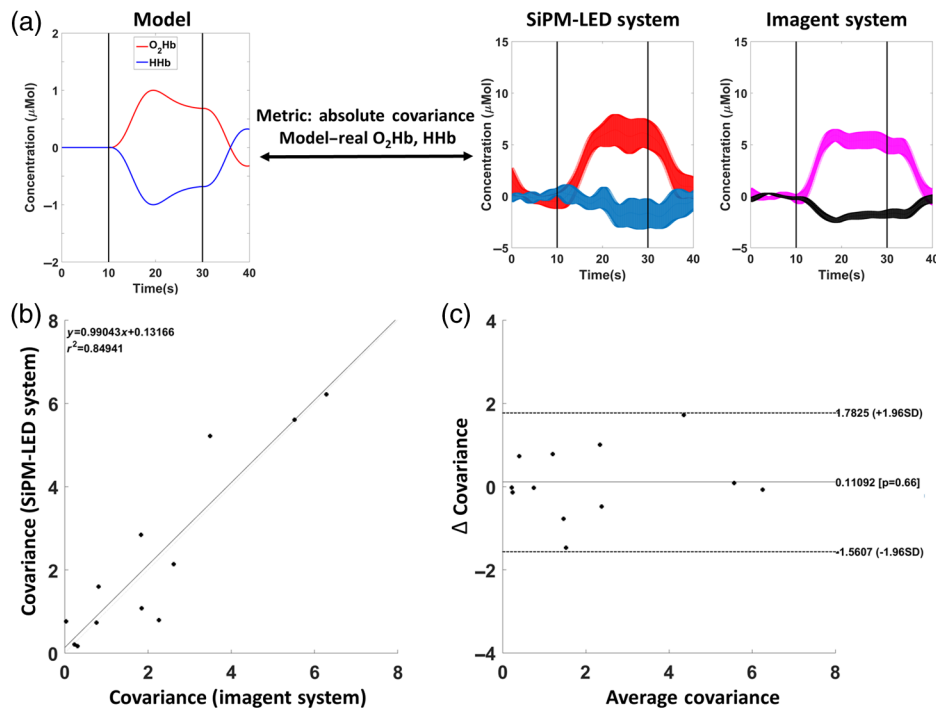 (a)
Model
SiPM-LED system
Imagent system
O2Hb
HHb
Concentration (μMol)
2
1
0
−1
−2
0 10 20 30 40
Time(s)
Metric: absolute covariance
Model–real O2Hb, HHb
Concentration (μMol)
15
10
5
0
−5
0 10 20 30 40
Time(s)
Concentration (μMol)
15
10
5
0
−5
0 10 20 30 40
Time(s)
(b)
y=0.99043x+0.13166
r2=0.84941
Covariance (SiPM-LED system)
8
6
4
2
0
0 2 4 6 8
Covariance (imagent system)
(c)
Δ Covariance
4
2
0
−2
−4
1.7825 (+1.96SD)
0.11092 [p=0.66]
-1.5607 (-1.96SD)
0 2 4 6 8
Average covariance